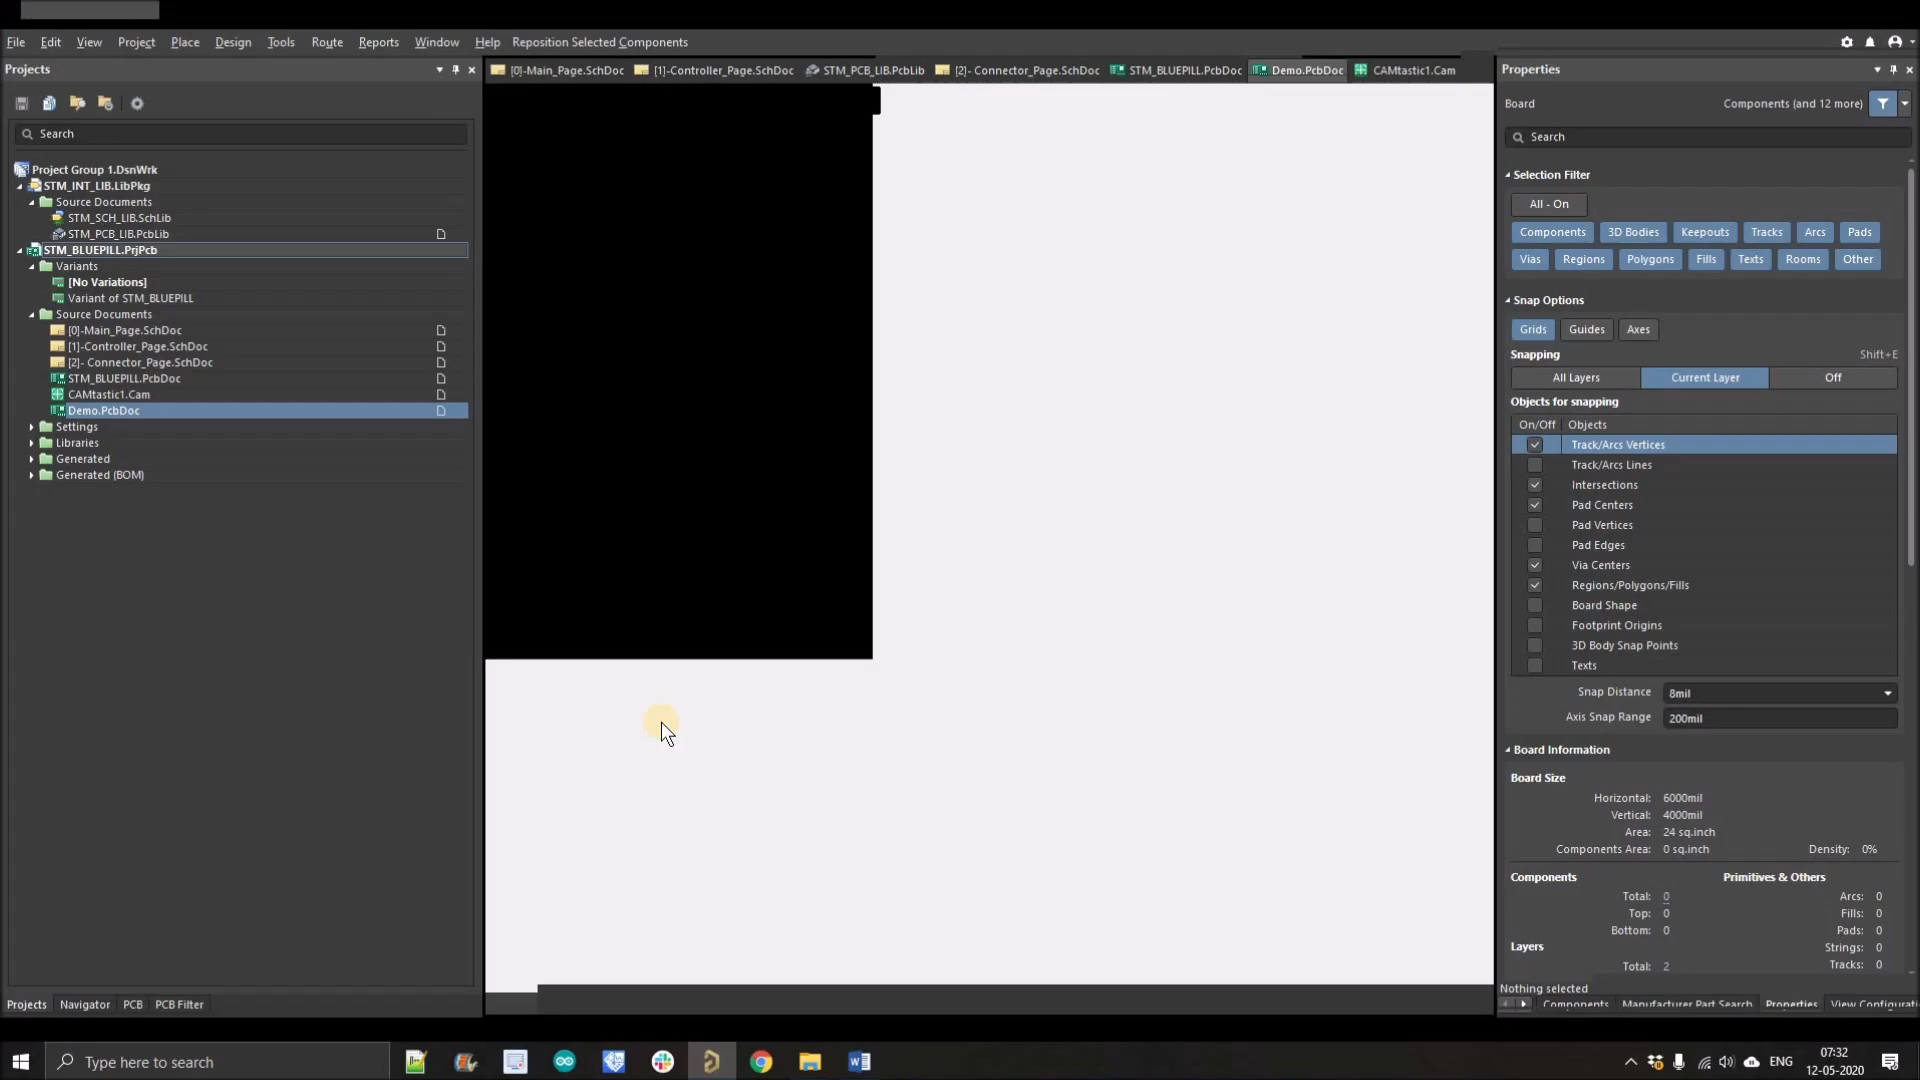 File Edit View Project Place Design Tools Route Reports Window Help Reposition Selected Components
Projects
Search
Project Group 1.DsnWrk
STM_INT_LIB.LibPkg
Source Documents
STM_SCH_LIB.SchLib
STM_PCB_LIB.PcbLib
STM_BLUEPILL.PrjPcb
Variants
[No Variations]
Variant of STM_BLUEPILL
Source Documents
[0]-Main_Page.SchDoc
[1]-Controller_Page.SchDoc
[2]- Connector_Page.SchDoc
STM_BLUEPILL.PcbDoc
CAMtastic1.Cam
Demo.PcbDoc
Settings
Libraries
Generated
Generated (BOM)
Projects Navigator PCB PCB Filter
[0]-Main_Page.SchDoc [1]-Controller_Page.SchDoc STM_PCB_LIB.PcbLib [2]- Connector_Page.SchDoc STM_BLUEPILL.PcbDoc Demo.PcbDoc CAMtastic1.Cam
Properties
Board Components (and 12 more)
Search
Selection Filter
All - On
Components 3D Bodies Keepouts Tracks Arcs Pads
Vias Regions Polygons Fills Texts Rooms Other
Snap Options
Grids Guides Axes
Snapping Shift+E
All Layers Current Layer Off
Objects for snapping
On/Off Objects
Track/Arcs Vertices
Track/Arcs Lines
Intersections
Pad Centers
Pad Vertices
Pad Edges
Via Centers
Regions/Polygons/Fills
Board Shape
Footprint Origins
3D Body Snap Points
Texts
Snap Distance 8mil
Axis Snap Range 200mil
Board Information
Board Size
Horizontal: 6000mil
Vertical: 4000mil
Area: 24 sq.inch
Components Area: 0 sq.inch Density: 0%
Components Primitives & Others
Total: 0 Arcs: 0
Top: 0 Fills: 0
Bottom: 0 Pads: 0
Layers Strings: 0
Total: 2 Tracks: 0
Nothing selected
Components Manufacturer Part Search Properties View Configurati
Type here to search
ENG
07:32
12-05-2020